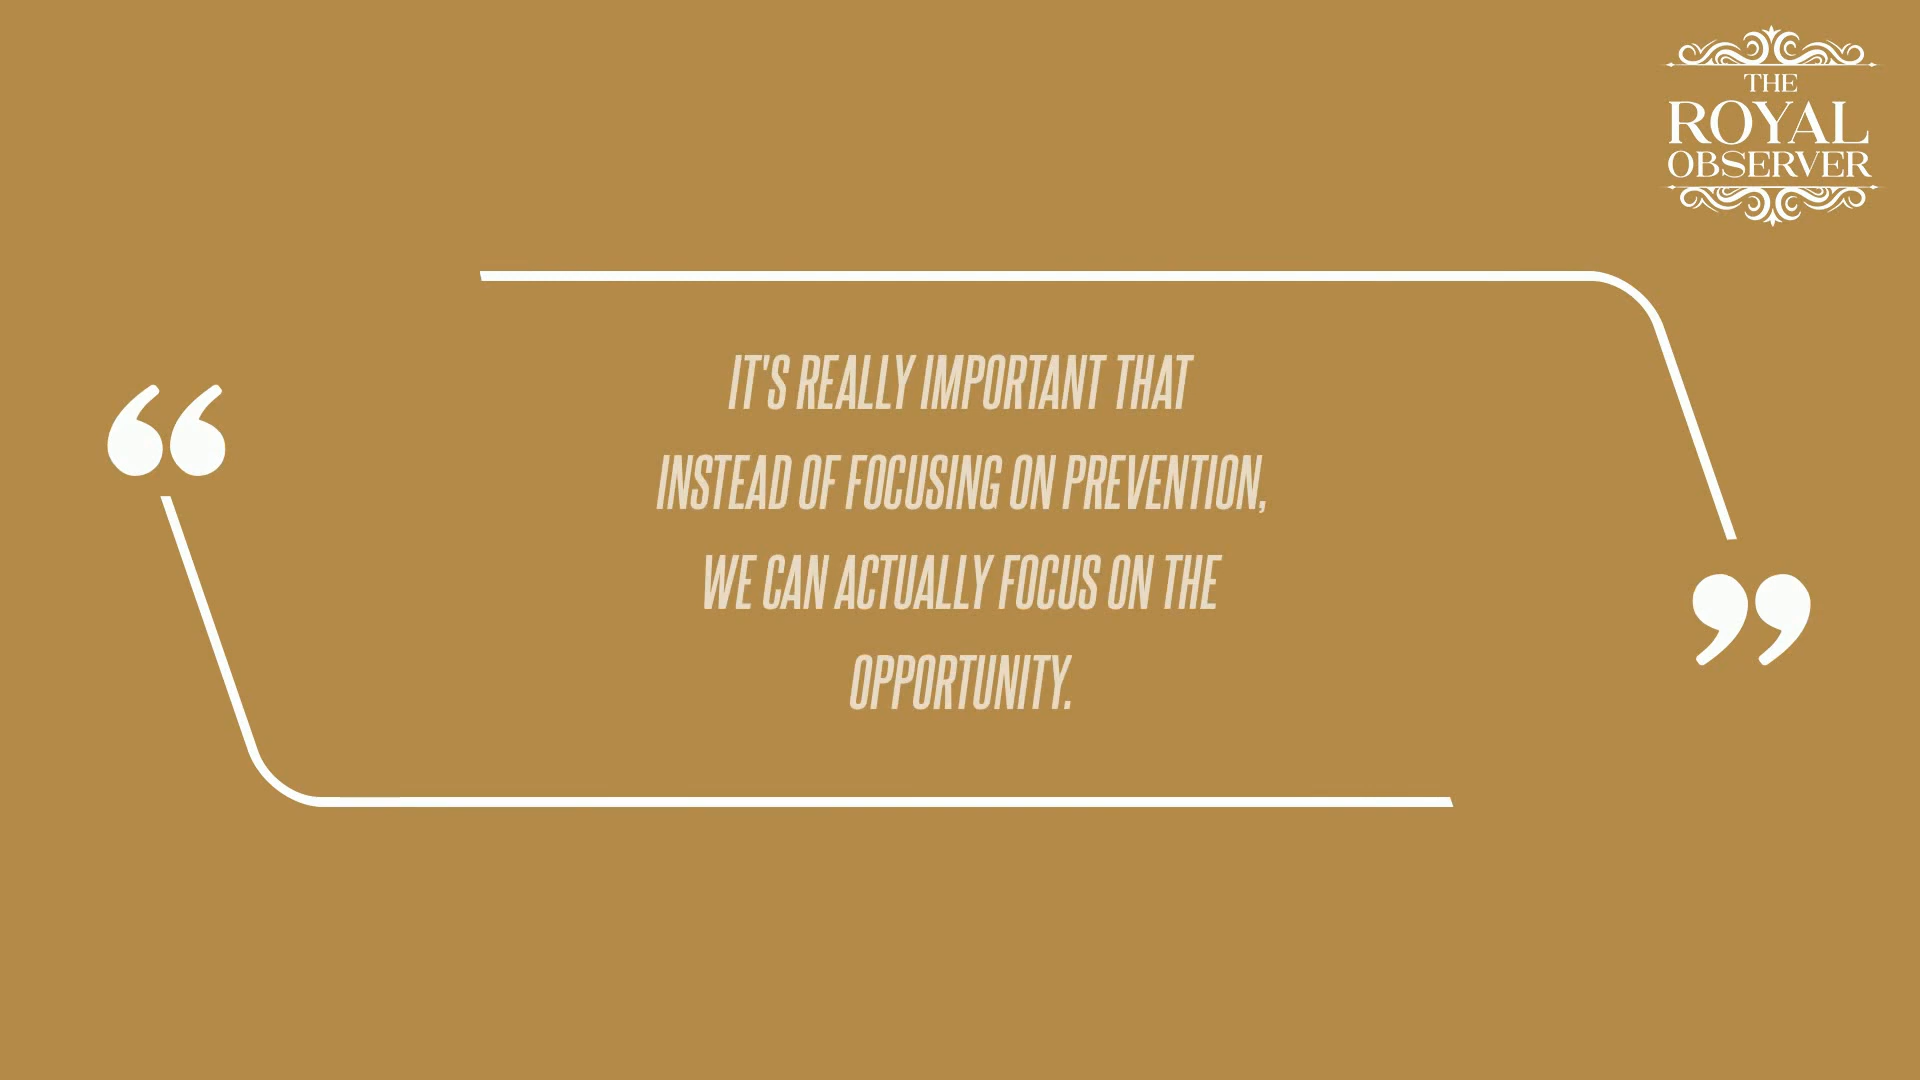 THE
ROYAL
OBSERVER
IT'S REALLY IMPORTANT THAT
INSTEAD OF FOCUSING ON PREVENTION,
WE CAN ACTUALLY FOCUS ON THE
OPPORTUNITY.